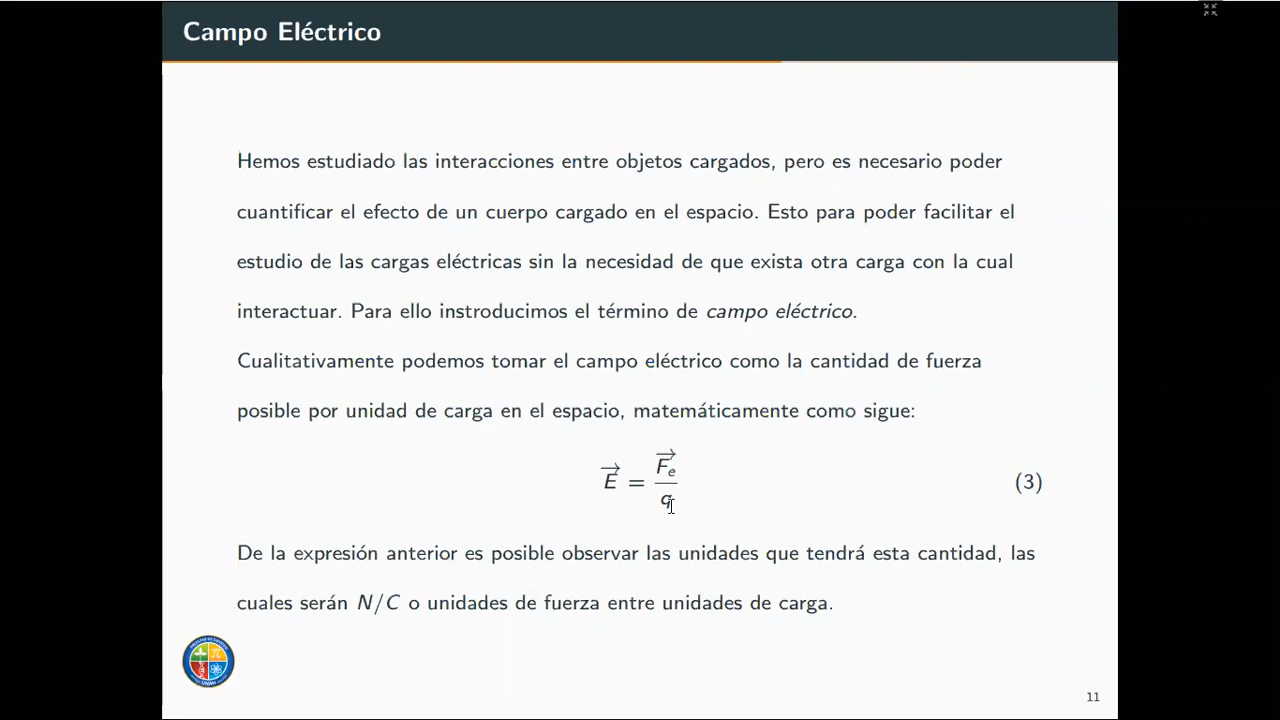 Campo Eléctrico
Hemos estudiado las interacciones entre objetos cargados, pero es necesario poder
cuantificar el efecto de un cuerpo cargado en el espacio. Esto para poder facilitar el
estudio de las cargas eléctricas sin la necesidad de que exista otra carga con la cual
interactuar. Para ello instroducimos el término de campo eléctrico.
Cualitativamente podemos tomar el campo eléctrico como la cantidad de fuerza
posible por unidad de carga en el espacio, matemáticamente como sigue:
\overrightarrow{E} = \frac{\overrightarrow{F_e}}{q} (3)
De la expresión anterior es posible observar las unidades que tendrá esta cantidad, las
cuales serán N/C o unidades de fuerza entre unidades de carga.
11